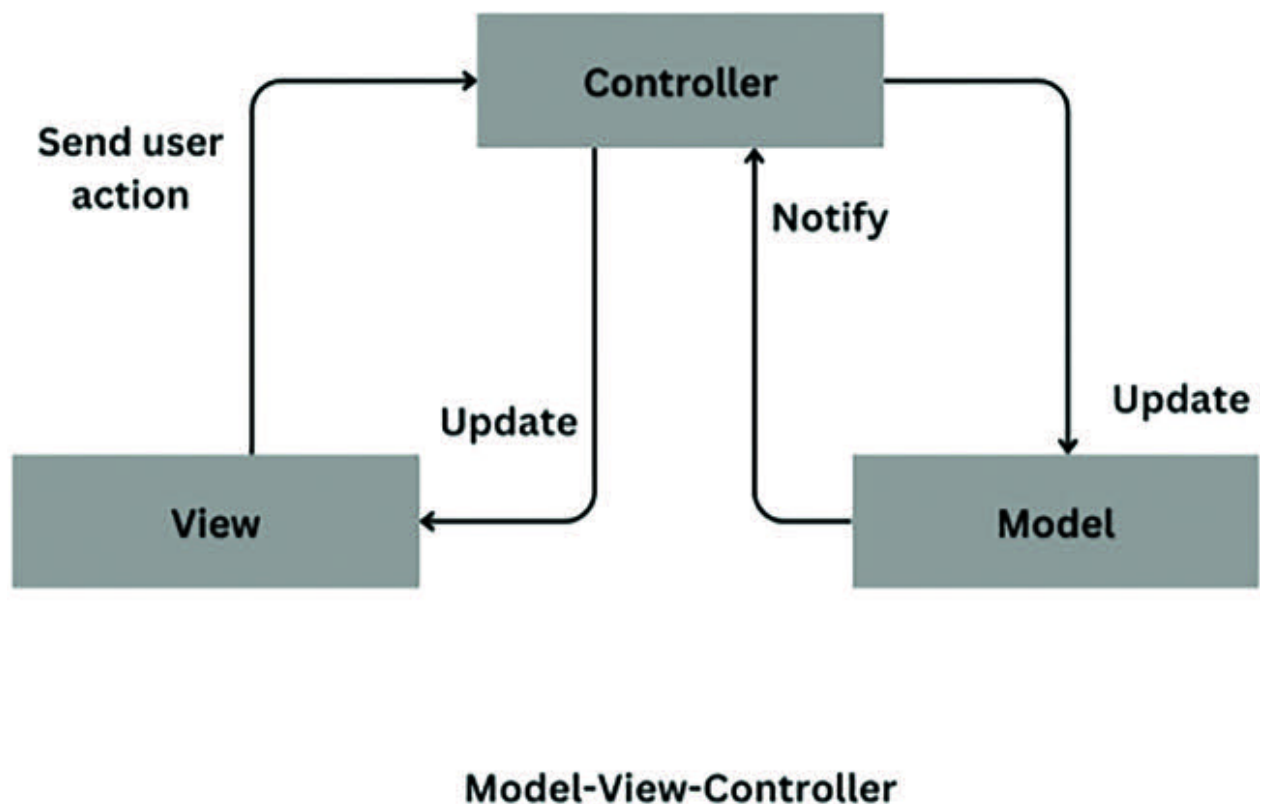 Controller
Send user
action
Notify
Update
Update
View
Model
Model-View-Controller